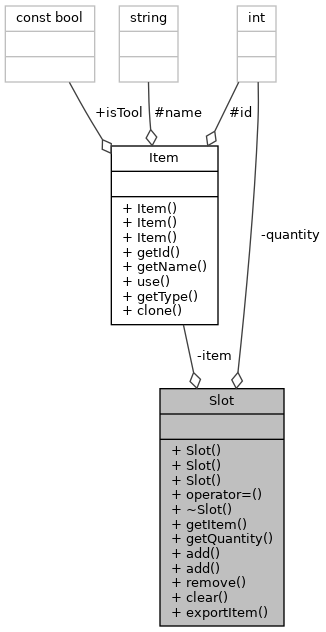 const bool
string
int
+isTool
#name
#id
Item
+ Item()
+ Item()
+ Item()
+ getId()
+ getName()
+ use()
+ getType()
+ clone()
-quantity
-item
Slot
+ Slot()
+ Slot()
+ Slot()
+ operator=()
+ ~Slot()
+ getItem()
+ getQuantity()
+ add()
+ add()
+ remove()
+ clear()
+ exportItem()